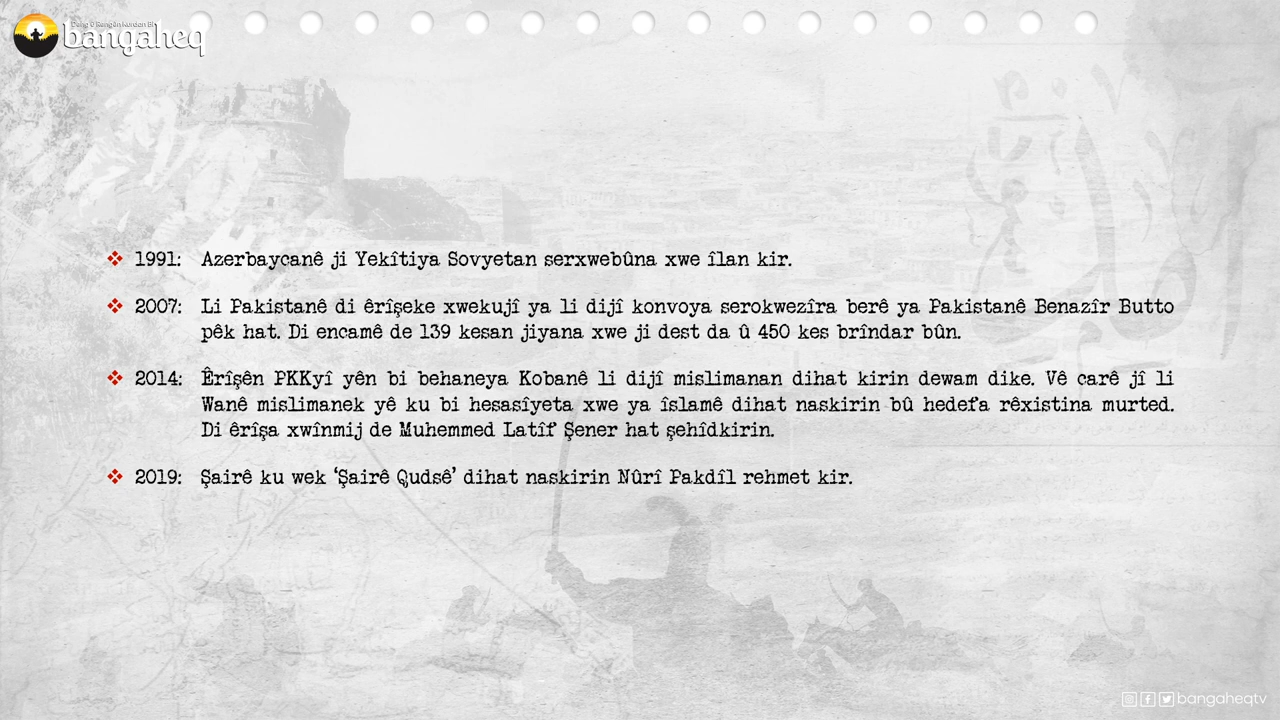 Deng û Rengên Kurdan Bi
bangaheq
❖ 1991: Azerbaycanê ji Yekîtiya Sovyetan serxwebûna xwe îlan kir.
❖ 2007: Li Pakistanê di êrîşeke xwekujî ya li dijî konvoya serokwezîra berê ya Pakistanê Benazîr Butto
pêk hat. Di encamê de 139 kesan jiyana xwe ji dest da û 450 kes brîndar bûn.
❖ 2014: Êrîşên PKKyî yên bi behaneya Kobanê li dijî mislimanan dihat kirin dewam dike. Vê carê jî li
Wanê mislimanek yê ku bi hesasîyeta xwe ya îslamê dihat naskirin bû hedefa rêxistina murted.
Di êrîşa xwînmij de Muhemmed Latîf Şener hat şehîdkirin.
❖ 2019: Şairê ku wek ‘Şairê Qudsê’ dihat naskirin Nûrî Pakdîl rehmet kir.
bangaheqtv